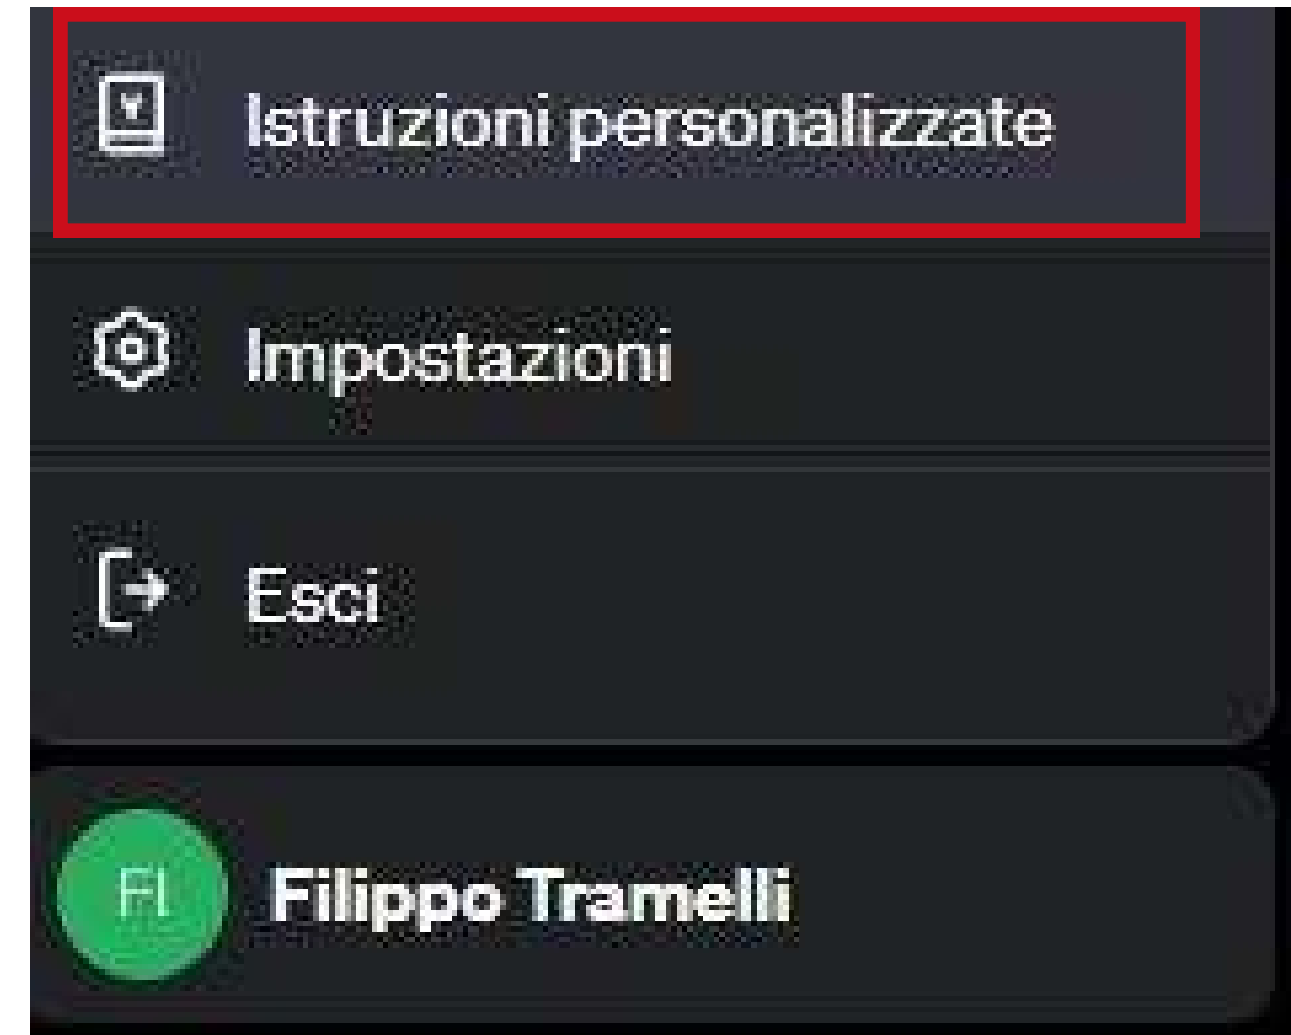 Istruzioni personalizzate
Impostazioni
Esci
FI
Filippo Tramelli